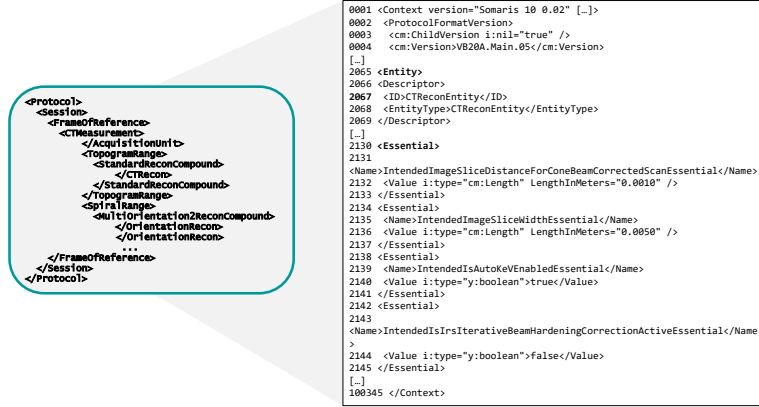 <Protocol>
<Session>
<FrameOfReference>
<CTMeasurement>
</AcquisitionUnit>
<TopogramRange>
<StandardReconCompound>
</CTRecon>
</StandardReconCompound>
</TopogramRange>
<SpiralRange>
<MultiOrientation2ReconCompound>
</OrientationRecon>
</OrientationRecon>
...
</FrameOfReference>
</Session>
</Protocol>
0001 <Context version="Somaris 10 0.02" […]>
0002 <ProtocolFormatVersion>
0003 <cm:ChildVersion i:nil="true" />
0004 <cm:Version>VB20A.Main.05</cm:Version>
[…]
2065 <Entity>
2066 <Descriptor>
2067 <ID>CTReconEntity</ID>
2068 <EntityType>CTReconEntity</EntityType>
2069 </Descriptor>
[…]
2130 <Essential>
2131
<Name>IntendedImageSliceDistanceForConeBeamCorrectedScanEssential</Name>
2132 <Value i:type="cm:Length" LengthInMeters="0.0010" />
2133 </Essential>
2134 <Essential>
2135 <Name>IntendedImageSliceWidthEssential</Name>
2136 <Value i:type="cm:Length" LengthInMeters="0.0050" />
2137 </Essential>
2138 <Essential>
2139 <Name>IntendedIsAutoKeVEnabledEssential</Name>
2140 <Value i:type="y:boolean">true</Value>
2141 </Essential>
2142 <Essential>
2143
<Name>IntendedIsIrsIterativeBeamHardeningCorrectionActiveEssential</Name
>
2144 <Value i:type="y:boolean">false</Value>
2145 </Essential>
[…]
100345 </Context>